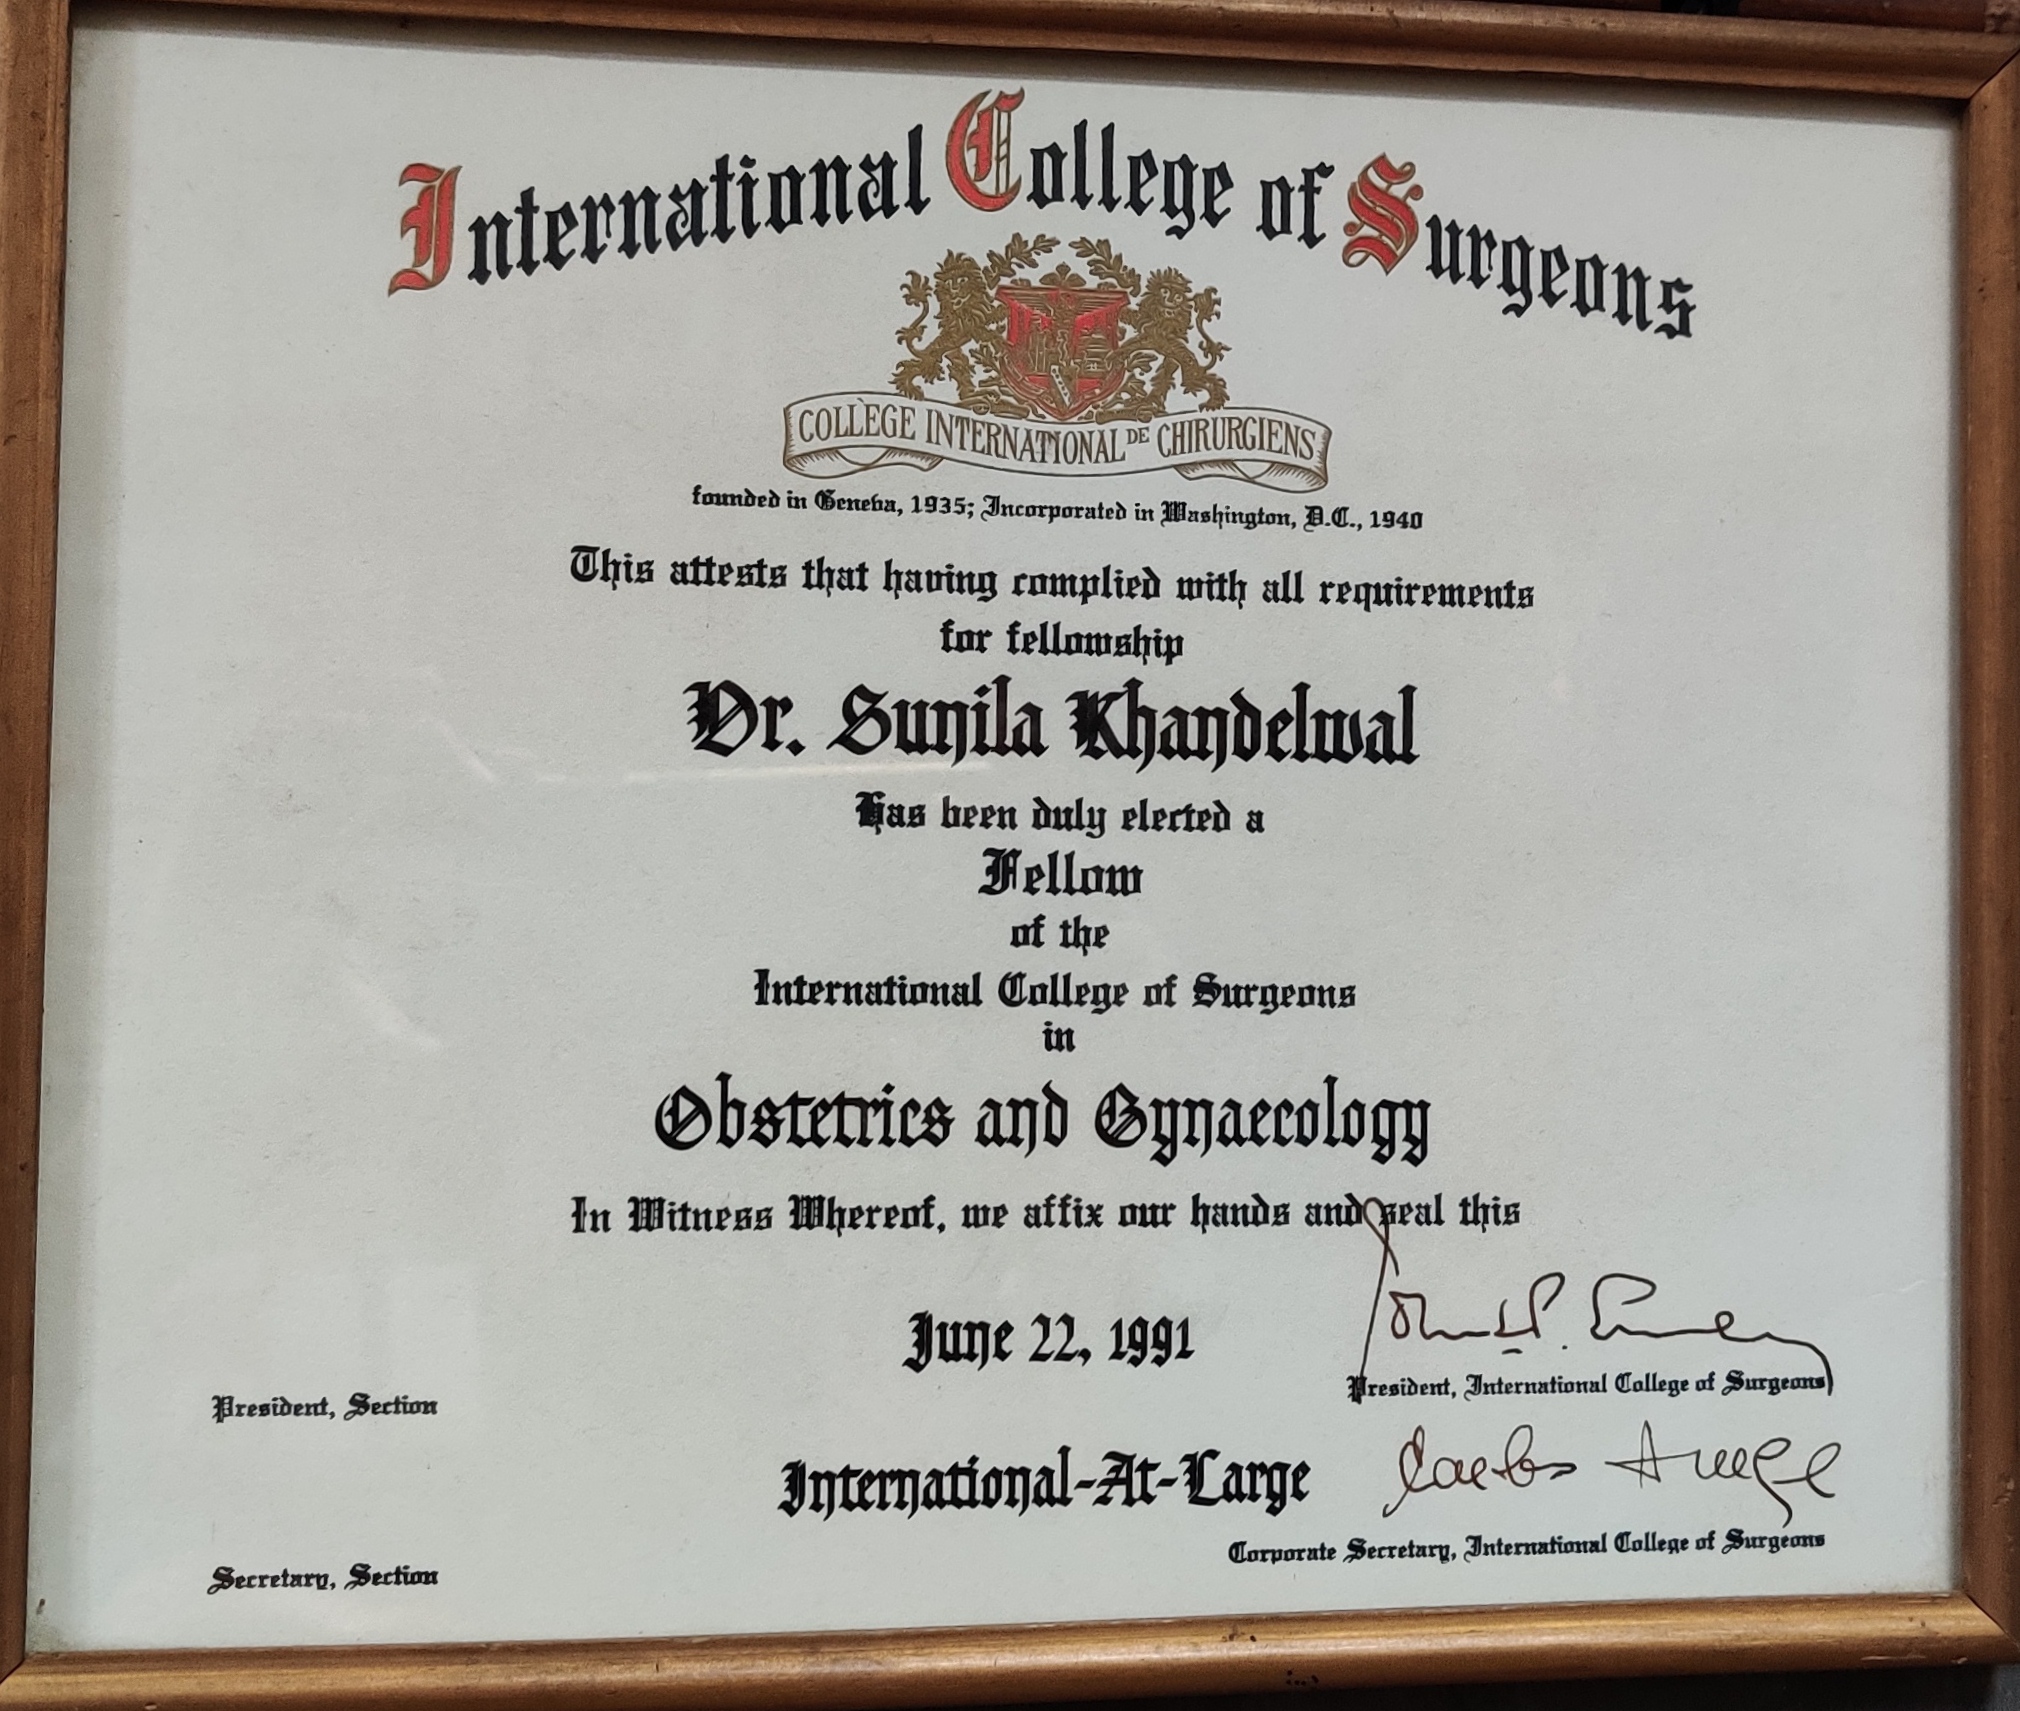 International College of Surgeons
COLLÈGE INTERNATIONAL DE CHIRURGIENS
founded in Geneva, 1935; Incorporated in Washington, D.C., 1940
This attests that having complied with all requirements
for fellowship
Dr. Sunila Khandelwal
Has been duly elected a
Fellow
of the
International College of Surgeons
in
Obstetrics and Gynaecology
In Witness Whereof, we affix our hands and seal this
June 22, 1991
President, International College of Surgeons
President, Section
International-At-Large
Corporate Secretary, International College of Surgeons
Secretary, Section